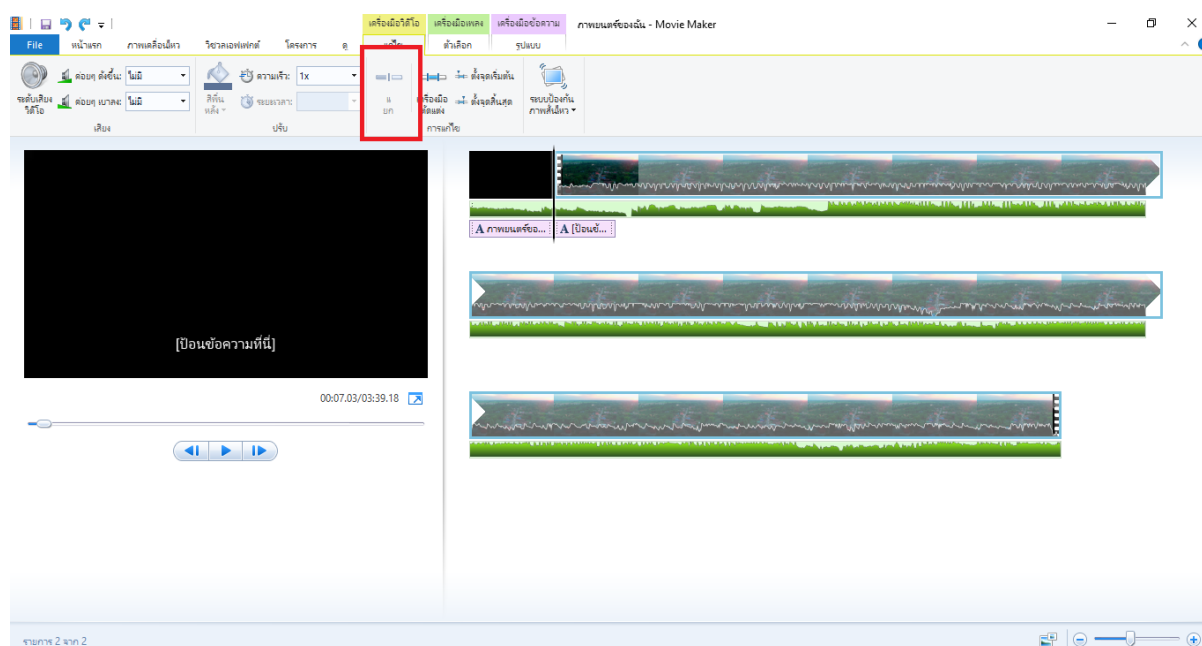 เครื่องมือวิดีโอ เครื่องมือเพลง เครื่องมือข้อความ ภาพยนตร์ของฉัน - Movie Maker
File หน้าแรก ภาพเคลื่อนไหว วิชวลเอฟเฟกต์ โครงการ ดู แก้ไข ตัวเลือก รูปแบบ
ระดับเสียง
วิดีโอ
ค่อยๆ ดังขึ้น: ไม่มี
ค่อยๆ เบาลง: ไม่มี
เสียง
สีพื้น
หลัง
ความเร็ว: 1x
ระยะเวลา:
ปรับ
แ
ยก
เครื่องมือ
ตัดแต่ง
ตั้งจุดเริ่มต้น
ตั้งจุดสิ้นสุด
ระบบป้องกัน
ภาพสั่นไหว
การแก้ไข
A ภาพยนตร์ขอ... A [ป้อนข้...
[ป้อนข้อความที่นี่]
00:07.03/03:39.18
รายการ 2 จาก 2